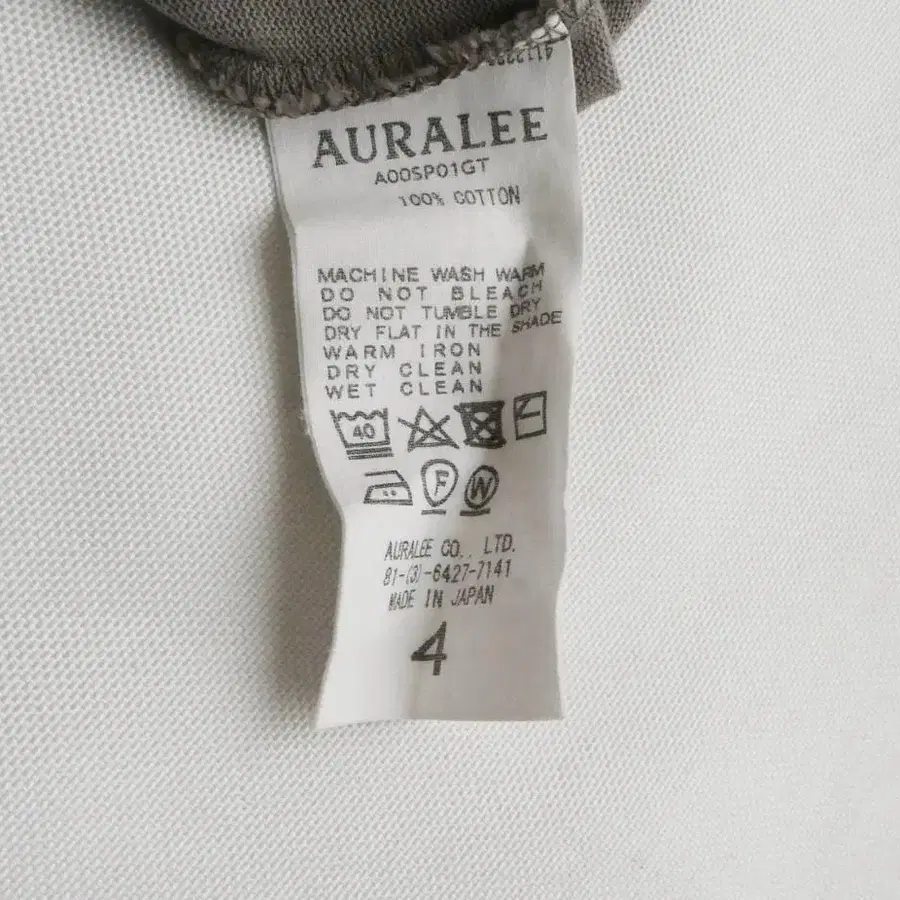 AURALEE
A00SP01GT
100% COTTON
MACHINE WASH WARM
DO NOT BLEACH
DO NOT TUMBLE DRY
DRY FLAT IN THE SHADE
WARM IRON
DRY CLEAN
WET CLEAN
40
F W
AURALEE CO., LTD.
81-(3)-6427-7141
MADE IN JAPAN
4